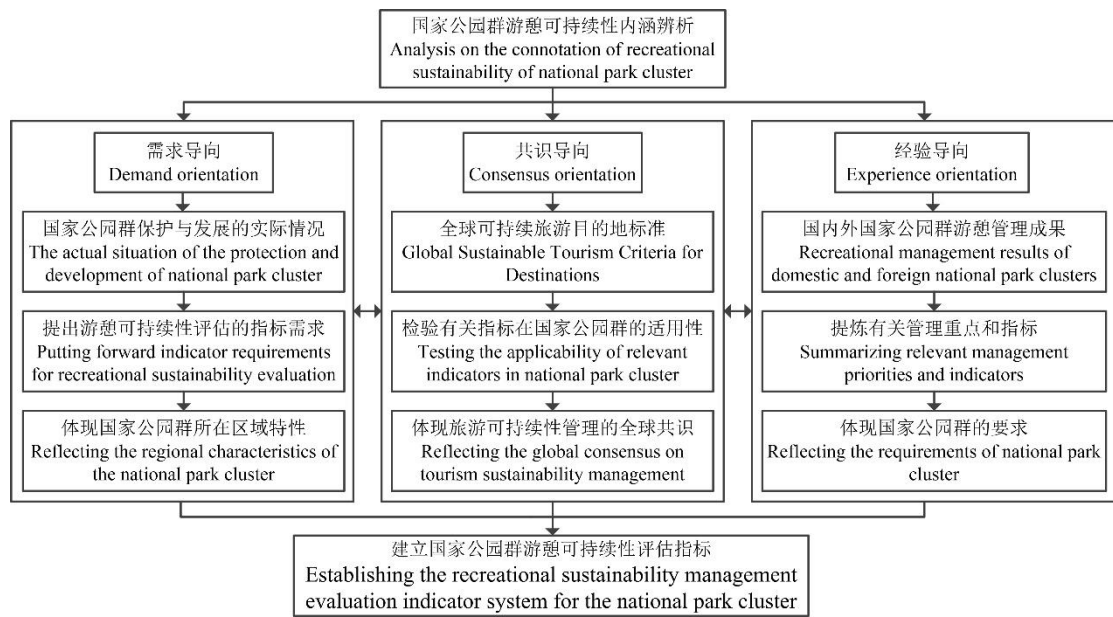 国家公园群游憩可持续性内涵辨析
Analysis on the connotation of recreational
sustainability of national park cluster
需求导向
Demand orientation
国家公园群保护与发展的实际情况
The actual situation of the protection and
development of national park cluster
提出游憩可持续性评估的指标需求
Putting forward indicator requirements
for recreational sustainability evaluation
体现国家公园群所在区域特性
Reflecting the regional characteristics of
the national park cluster
共识导向
Consensus orientation
全球可持续旅游目的地标准
Global Sustainable Tourism Criteria for
Destinations
检验有关指标在国家公园群的适用性
Testing the applicability of relevant
indicators in national park cluster
体现旅游可持续性管理的全球共识
Reflecting the global consensus on
tourism sustainability management
经验导向
Experience orientation
国内外国家公园群游憩管理成果
Recreational management results of
domestic and foreign national park clusters
提炼有关管理重点和指标
Summarizing relevant management
priorities and indicators
体现国家公园群的要求
Reflecting the requirements of national park
cluster
建立国家公园群游憩可持续性评估指标
Establishing the recreational sustainability management
evaluation indicator system for the national park cluster